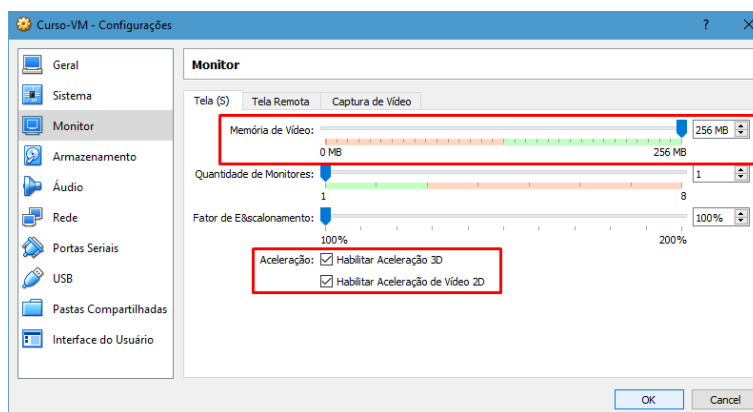 Curso-VM - Configurações ?
Geral
Sistema
Monitor
Armazenamento
Áudio
Rede
Portas Seriais
USB
Pastas Compartilhadas
Interface do Usuário
Monitor
Tela (S) Tela Remota Captura de Vídeo
Memória de Vídeo: 256 MB
0 MB 256 MB
Quantidade de Monitores: 1
1 8
Fator de E&scalonamento: 100%
100% 200%
Aceleração: Habilitar Aceleração 3D
Habilitar Aceleração de Vídeo 2D
OK Cancel